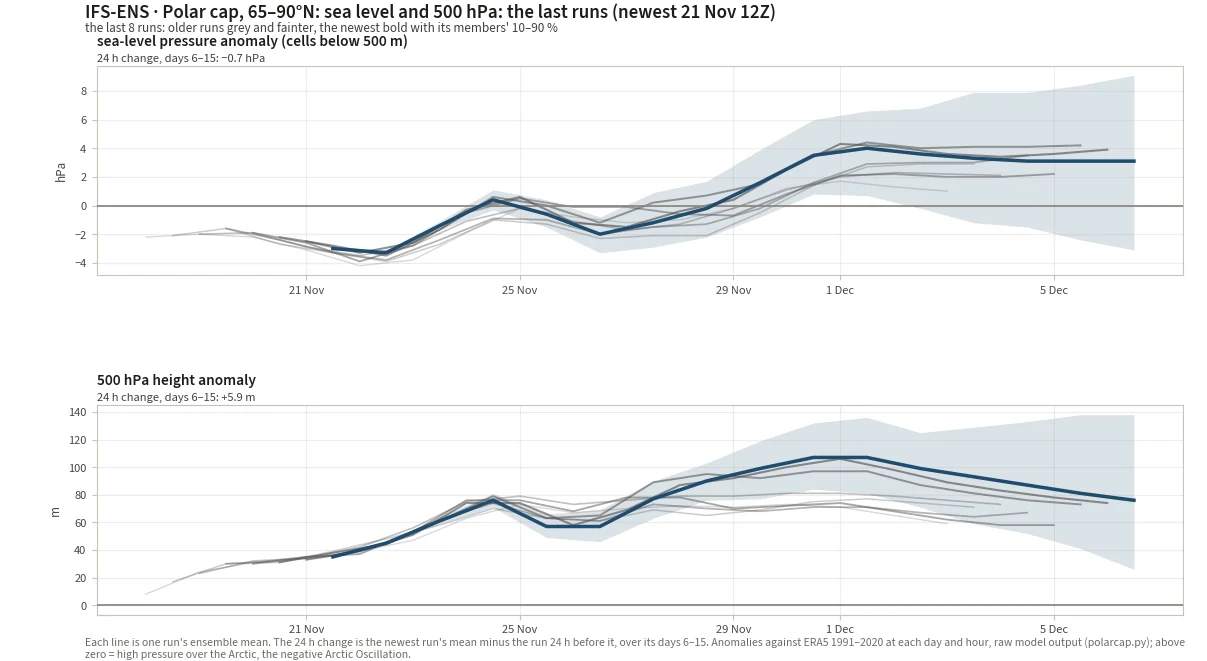 IFS-ENS · Polar cap, 65–90°N: sea level and 500 hPa: the last runs (newest 21 Nov 12Z)
the last 8 runs: older runs grey and fainter, the newest bold with its members' 10–90 %
sea-level pressure anomaly (cells below 500 m)
24 h change, days 6–15: −0.7 hPa
8
6
4
2
0
−2
−4
hPa
21 Nov 25 Nov 29 Nov 1 Dec 5 Dec
500 hPa height anomaly
24 h change, days 6–15: +5.9 m
140
120
100
80
60
40
20
0
m
21 Nov 25 Nov 29 Nov 1 Dec 5 Dec
Each line is one run's ensemble mean. The 24 h change is the newest run's mean minus the run 24 h before it, over its days 6–15. Anomalies against ERA5 1991–2020 at each day and hour, raw model output (polarcap.py); above
zero = high pressure over the Arctic, the negative Arctic Oscillation.